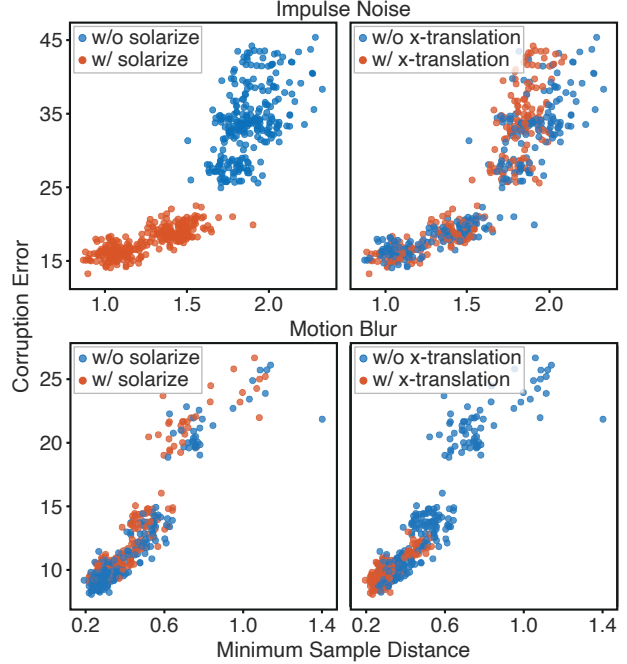 Impulse Noise
w/o solarize
w/ solarize
w/o x-translation
w/ x-translation
45
35
25
15
1.0 1.5 2.0
1.0 1.5 2.0
Corruption Error
Motion Blur
w/o solarize
w/ solarize
w/o x-translation
w/ x-translation
25
20
15
10
0.2 0.6 1.0 1.4
0.2 0.6 1.0 1.4
Minimum Sample Distance